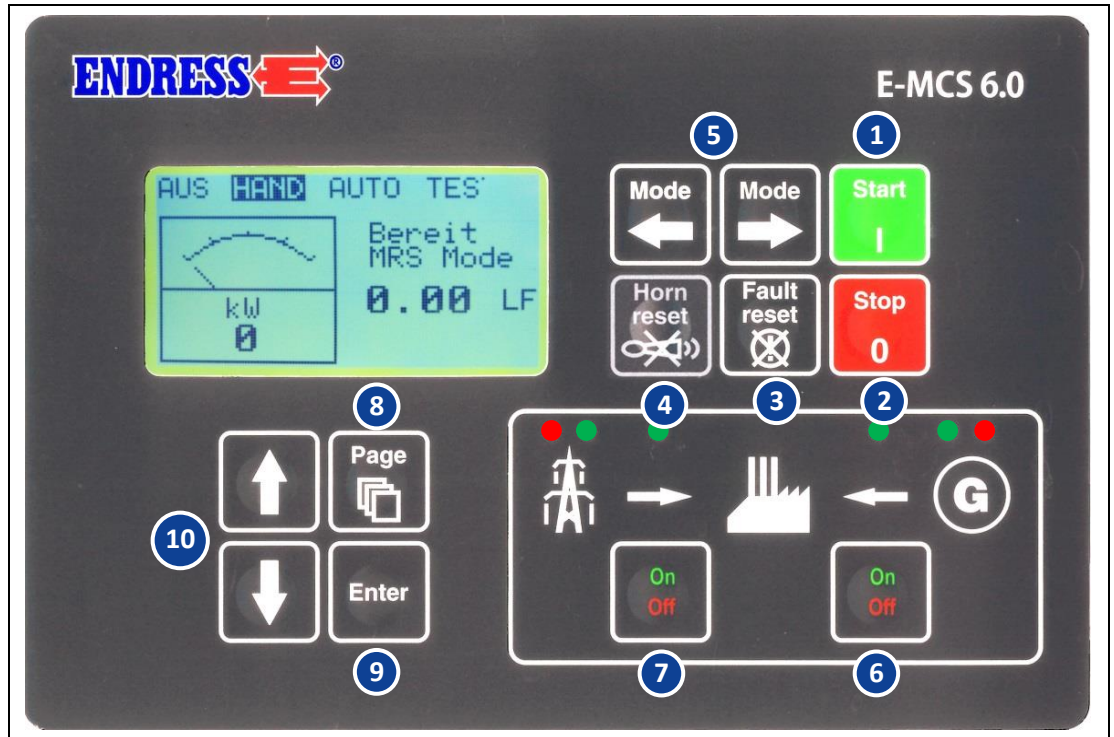 ENDRESS®
E-MCS 6.0
5
1
AUS HAND AUTO TES
Bereit
MRS Mode
0.00 LF
kW
0
Mode
Mode
Start
I
Horn
reset
Fault
reset
Stop
0
8
4
3
2
Page
10
Enter
G
On
Off
On
Off
9
7
6